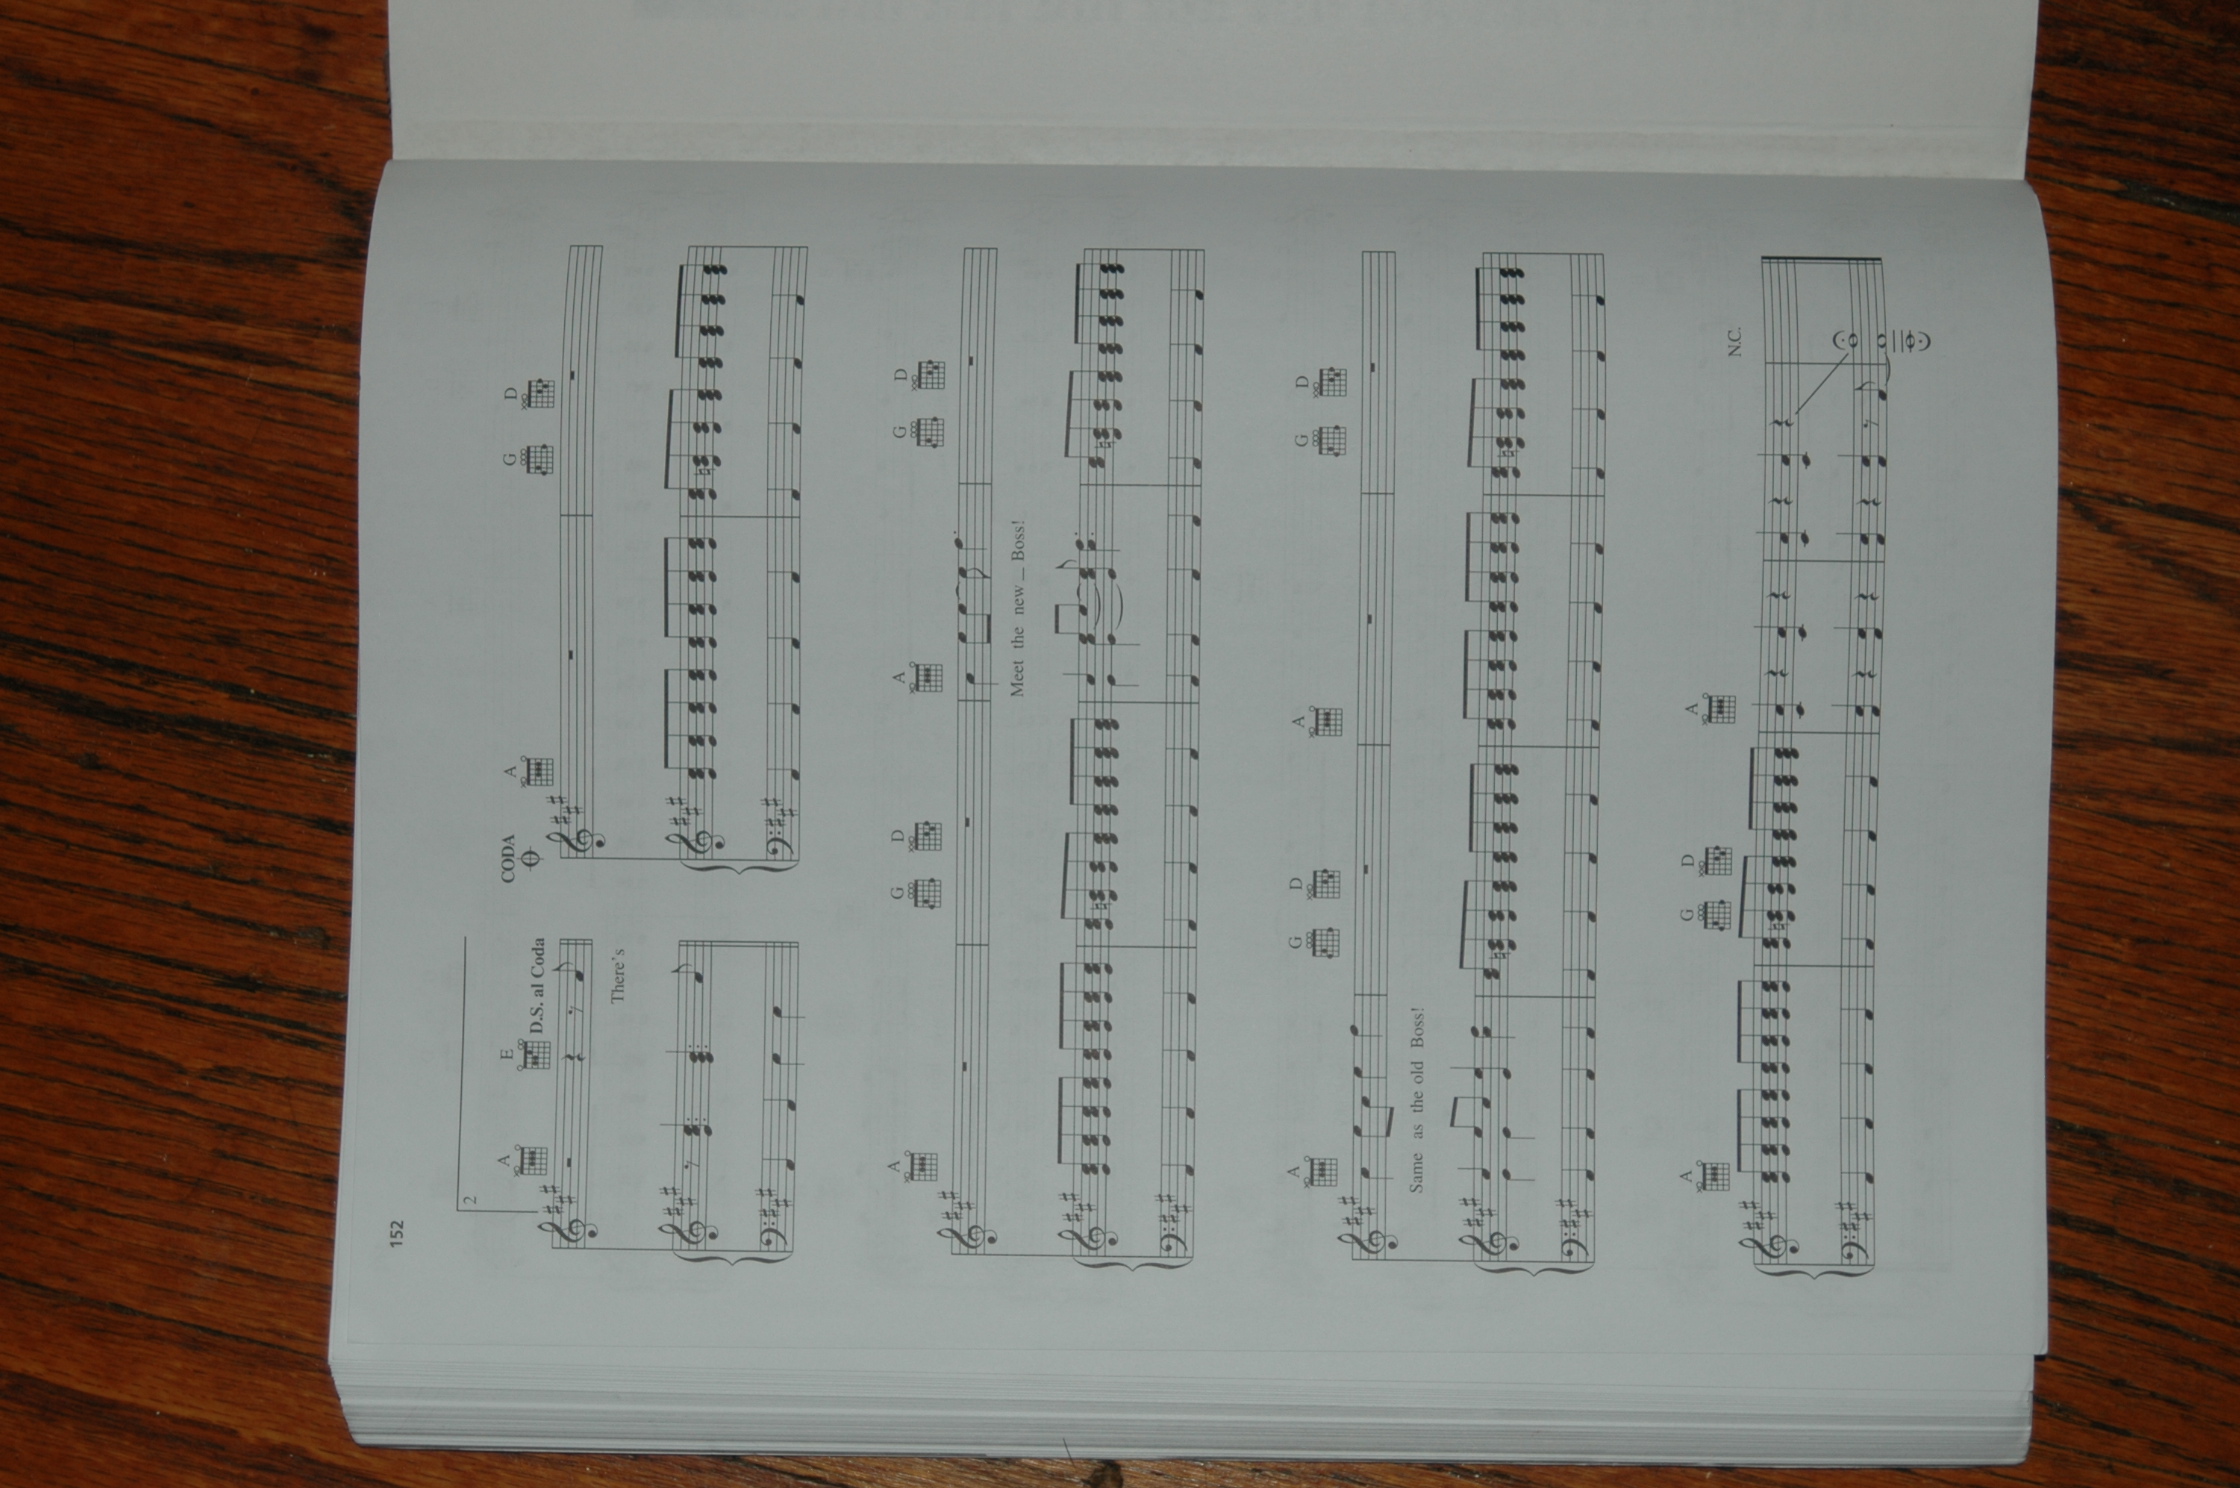 152
2
A E D.S. al Coda
There's
CODA
A G D
A G D A G D
Meet the new Boss!
A G D A G D
Same as the old Boss!
A G D A N.C.